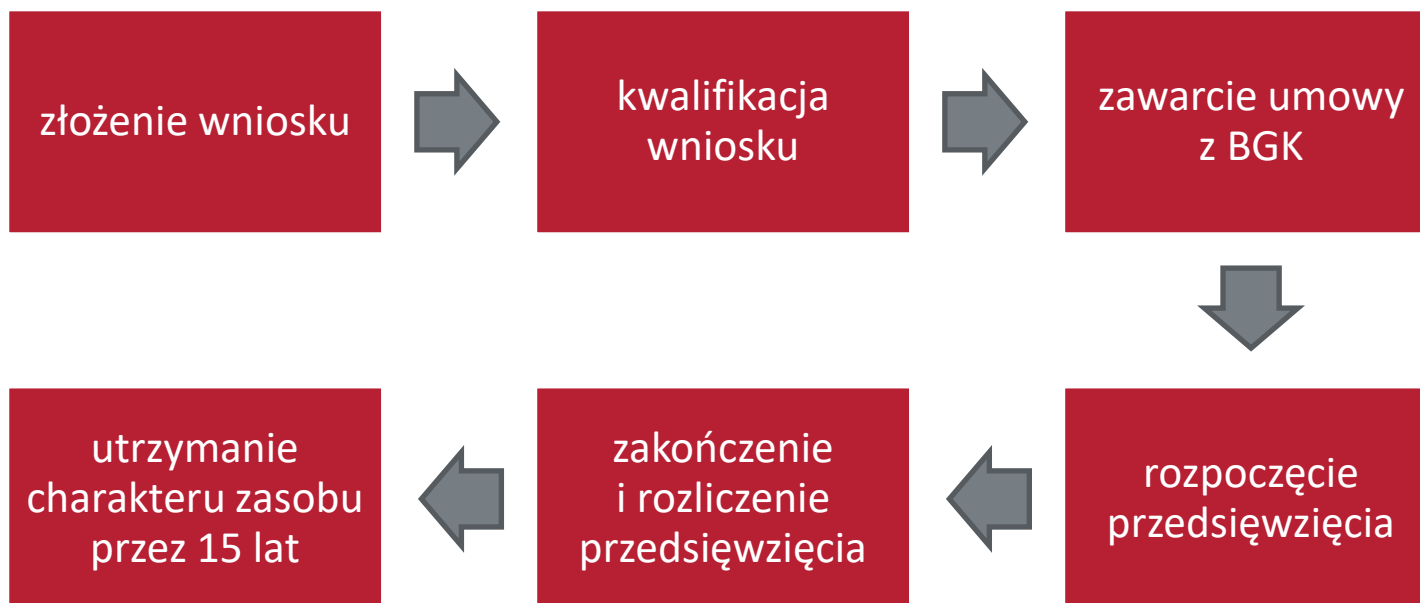 złożenie wniosku
kwalifikacja
wniosku
zawarcie umowy
z BGK
rozpoczęcie
przedsięwzięcia
zakończenie
i rozliczenie
przedsięwzięcia
utrzymanie
charakteru zasobu
przez 15 lat